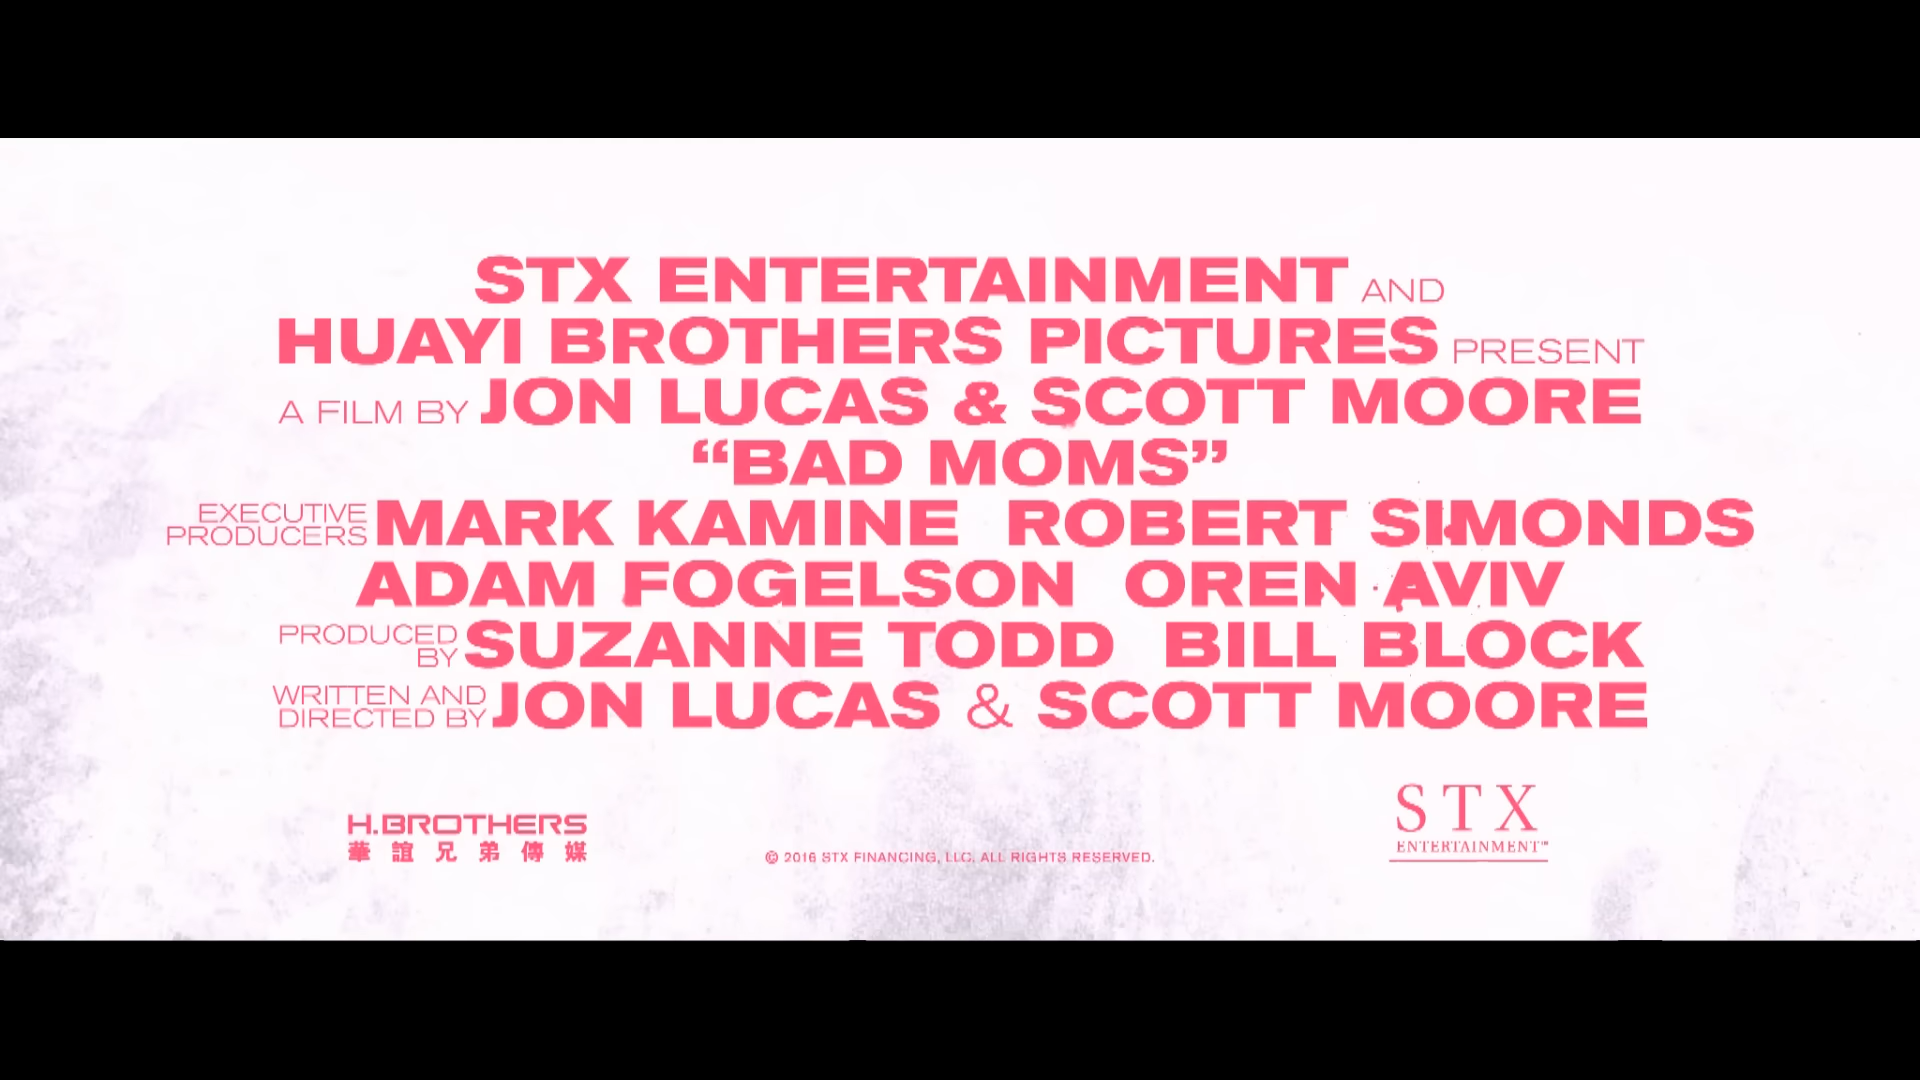 STX ENTERTAINMENT AND
HUAYI BROTHERS PICTURES PRESENT
A FILM BY JON LUCAS & SCOTT MOORE
“BAD MOMS”
EXECUTIVE PRODUCERS MARK KAMINE ROBERT SIMONDS
ADAM FOGELSON OREN AVIV
PRODUCED BY SUZANNE TODD BILL BLOCK
WRITTEN AND DIRECTED BY JON LUCAS & SCOTT MOORE
H.BROTHERS
華誼兄弟傳媒
© 2016 STX FINANCING, LLC. ALL RIGHTS RESERVED.
STX
ENTERTAINMENT™